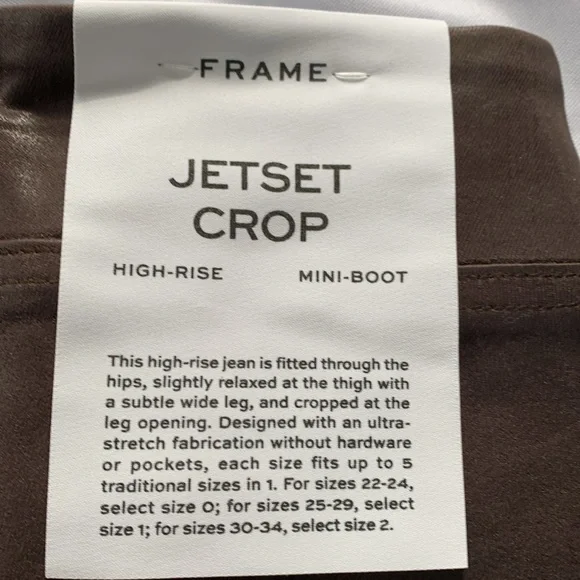 FRAME
JETSET
CROP
HIGH-RISE MINI-BOOT
This high-rise jean is fitted through the
hips, slightly relaxed at the thigh with
a subtle wide leg, and cropped at the
leg opening. Designed with an ultra-
stretch fabrication without hardware
or pockets, each size fits up to 5
traditional sizes in 1. For sizes 22-24,
select size 0; for sizes 25-29, select
size 1; for sizes 30-34, select size 2.